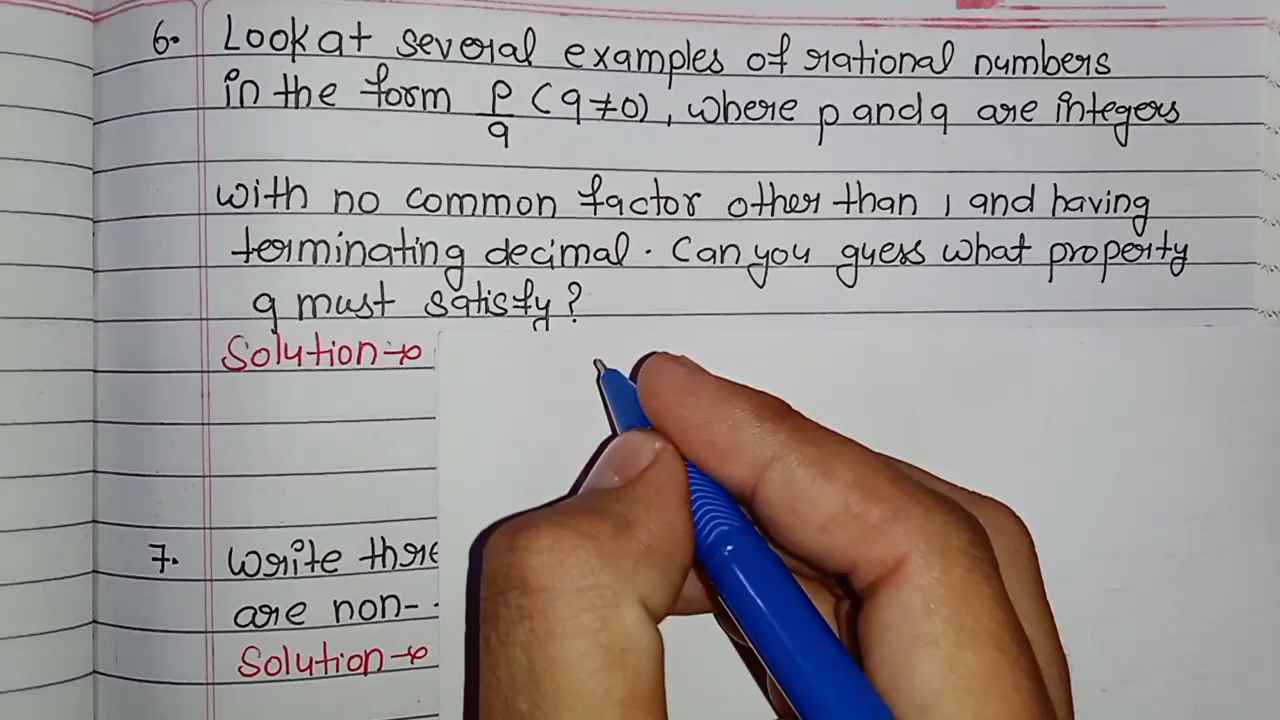 6. Look at several examples of rational numbers
in the form p/q (q≠0), where p and q are integers
with no common factor other than 1 and having
terminating decimal. Can you guess what property
q must satisfy?
Solution→
7. Write thre
are non-
Solution→